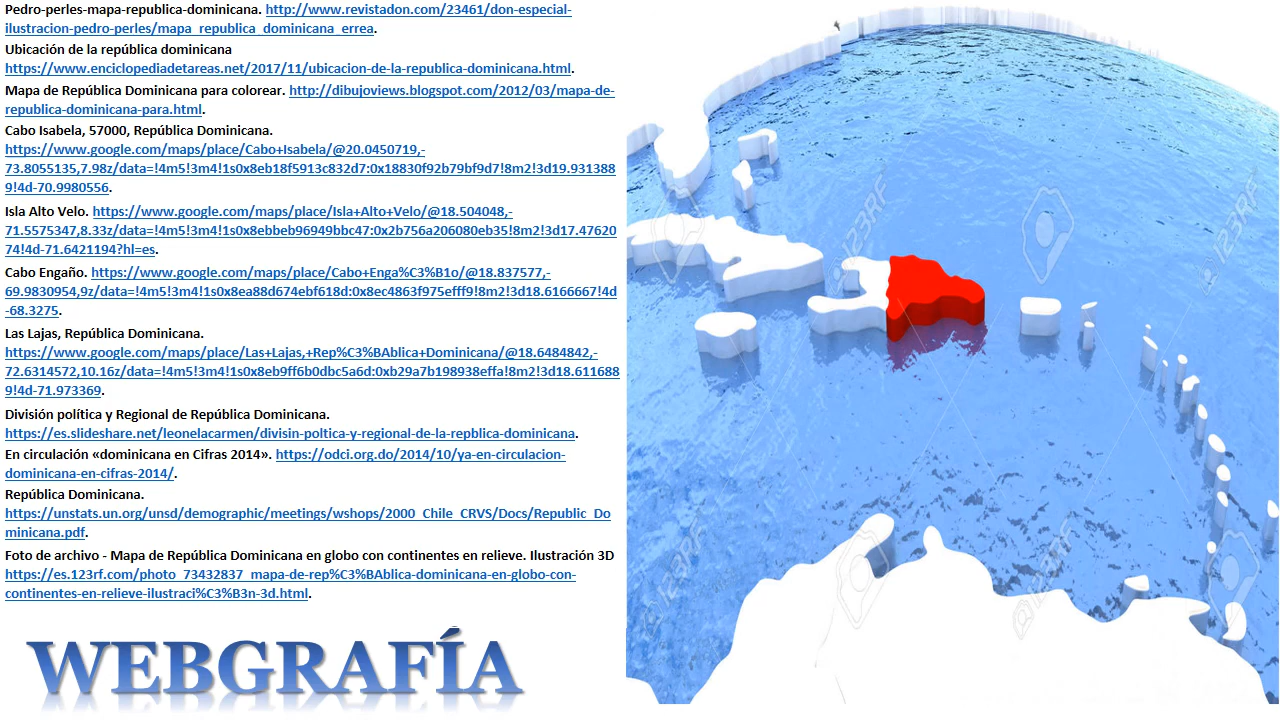 Pedro-perles-mapa-republica-dominicana. http://www.revistadon.com/23461/don-especial-
ilustracion-pedro-perles/mapa_republica_dominicana_errea.
Ubicación de la república dominicana
https://www.enciclopediadetareas.net/2017/11/ubicacion-de-la-republica-dominicana.html.
Mapa de República Dominicana para colorear. http://dibujoviews.blogspot.com/2012/03/mapa-de-
republica-dominicana-para.html.
Cabo Isabela, 57000, República Dominicana.
https://www.google.com/maps/place/Cabo+Isabela/@20.0450719,-
73.8055135,7.98z/data=!4m5!3m4!1s0x8eb18f5913c832d7:0x18830f92b79bf9d7!8m2!3d19.931388
9!4d-70.9980556.
Isla Alto Velo. https://www.google.com/maps/place/Isla+Alto+Velo/@18.504048,-
71.5575347,8.33z/data=!4m5!3m4!1s0x8ebbeb96949bbc47:0x2b756a206080eb35!8m2!3d17.47620
74!4d-71.6421194?hl=es.
Cabo Engaño. https://www.google.com/maps/place/Cabo+Enga%C3%B1o/@18.837577,-
69.9830954,9z/data=!4m5!3m4!1s0x8ea88d674ebf618d:0x8ec4863f975efff9!8m2!3d18.6166667!4d
-68.3275.
Las Lajas, República Dominicana.
https://www.google.com/maps/place/Las+Lajas,+Rep%C3%BAblica+Dominicana/@18.6484842,-
72.6314572,10.16z/data=!4m5!3m4!1s0x8eb9ff6b0dbc5a6d:0xb29a7b198938effa!8m2!3d18.611688
9!4d-71.973369.
División política y Regional de República Dominicana.
https://es.slideshare.net/leonelacarmen/divisin-poltica-y-regional-de-la-repblica-dominicana.
En circulación «dominicana en Cifras 2014». https://odci.org.do/2014/10/ya-en-circulacion-
dominicana-en-cifras-2014/.
República Dominicana.
https://unstats.un.org/unsd/demographic/meetings/wshops/2000_Chile_CRVS/Docs/Republic_Do
minicana.pdf.
Foto de archivo - Mapa de República Dominicana en globo con continentes en relieve. Ilustración 3D
https://es.123rf.com/photo_73432837_mapa-de-rep%C3%BAblica-dominicana-en-globo-con-
continentes-en-relieve-ilustraci%C3%B3n-3d.html.
WEBGRAFÍA
123RF
123RF
123RF
123RF